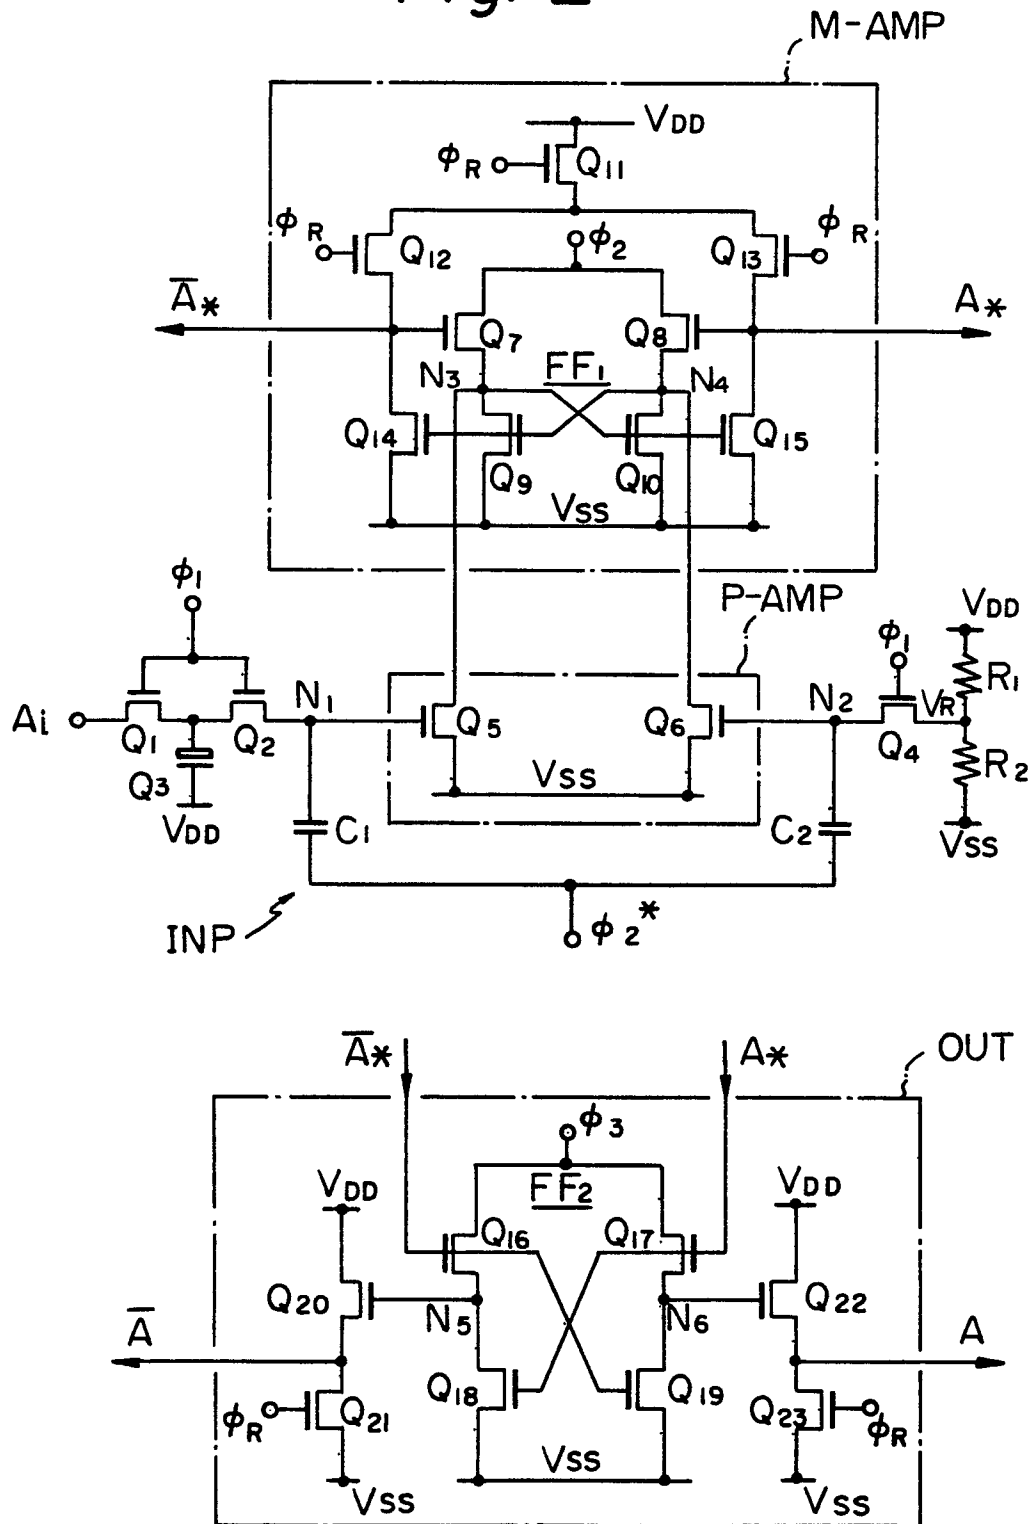 Fig. 2
M-AMP
VDD
φR Q11
φR Q12 φ2 Q13 φR
A̅* Q7 Q8 A*
N3 FF1 N4
Q14 Q9 Q10 Q15
VSS
φ1 P-AMP VDD
φ1 R1
Ai Q1 Q2 N1 Q5 Q6 N2 Q4 VR
Q3 VSS R2
VDD C1 C2 VSS
INP φ2*
A̅* A* OUT
φ3
VDD FF2 VDD
Q16 Q17
Q20 N5 N6 Q22
A̅ A
φR Q21 Q18 Q19 Q23 φR
VSS VSS VSS